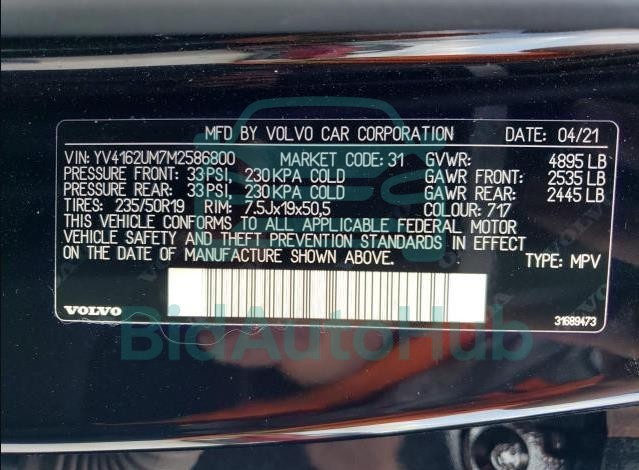 MFD BY VOLVO CAR CORPORATION DATE: 04/21
VIN: YV4162UM7M2586800 MARKET CODE: 31 GVWR: 4895 LB
PRESSURE FRONT: 33 PSI, 230 KPA COLD GAWR FRONT: 2535 LB
PRESSURE REAR: 33 PSI, 230 KPA COLD GAWR REAR: 2445 LB
TIRES: 235/50R19 RIM: 7.5Jx19x50,5 COLOUR: 717
THIS VEHICLE CONFORMS TO ALL APPLICABLE FEDERAL MOTOR
VEHICLE SAFETY AND THEFT PREVENTION STANDARDS IN EFFECT
ON THE DATE OF MANUFACTURE SHOWN ABOVE. TYPE: MPV
VOLVO 31689473
BidAutoHub